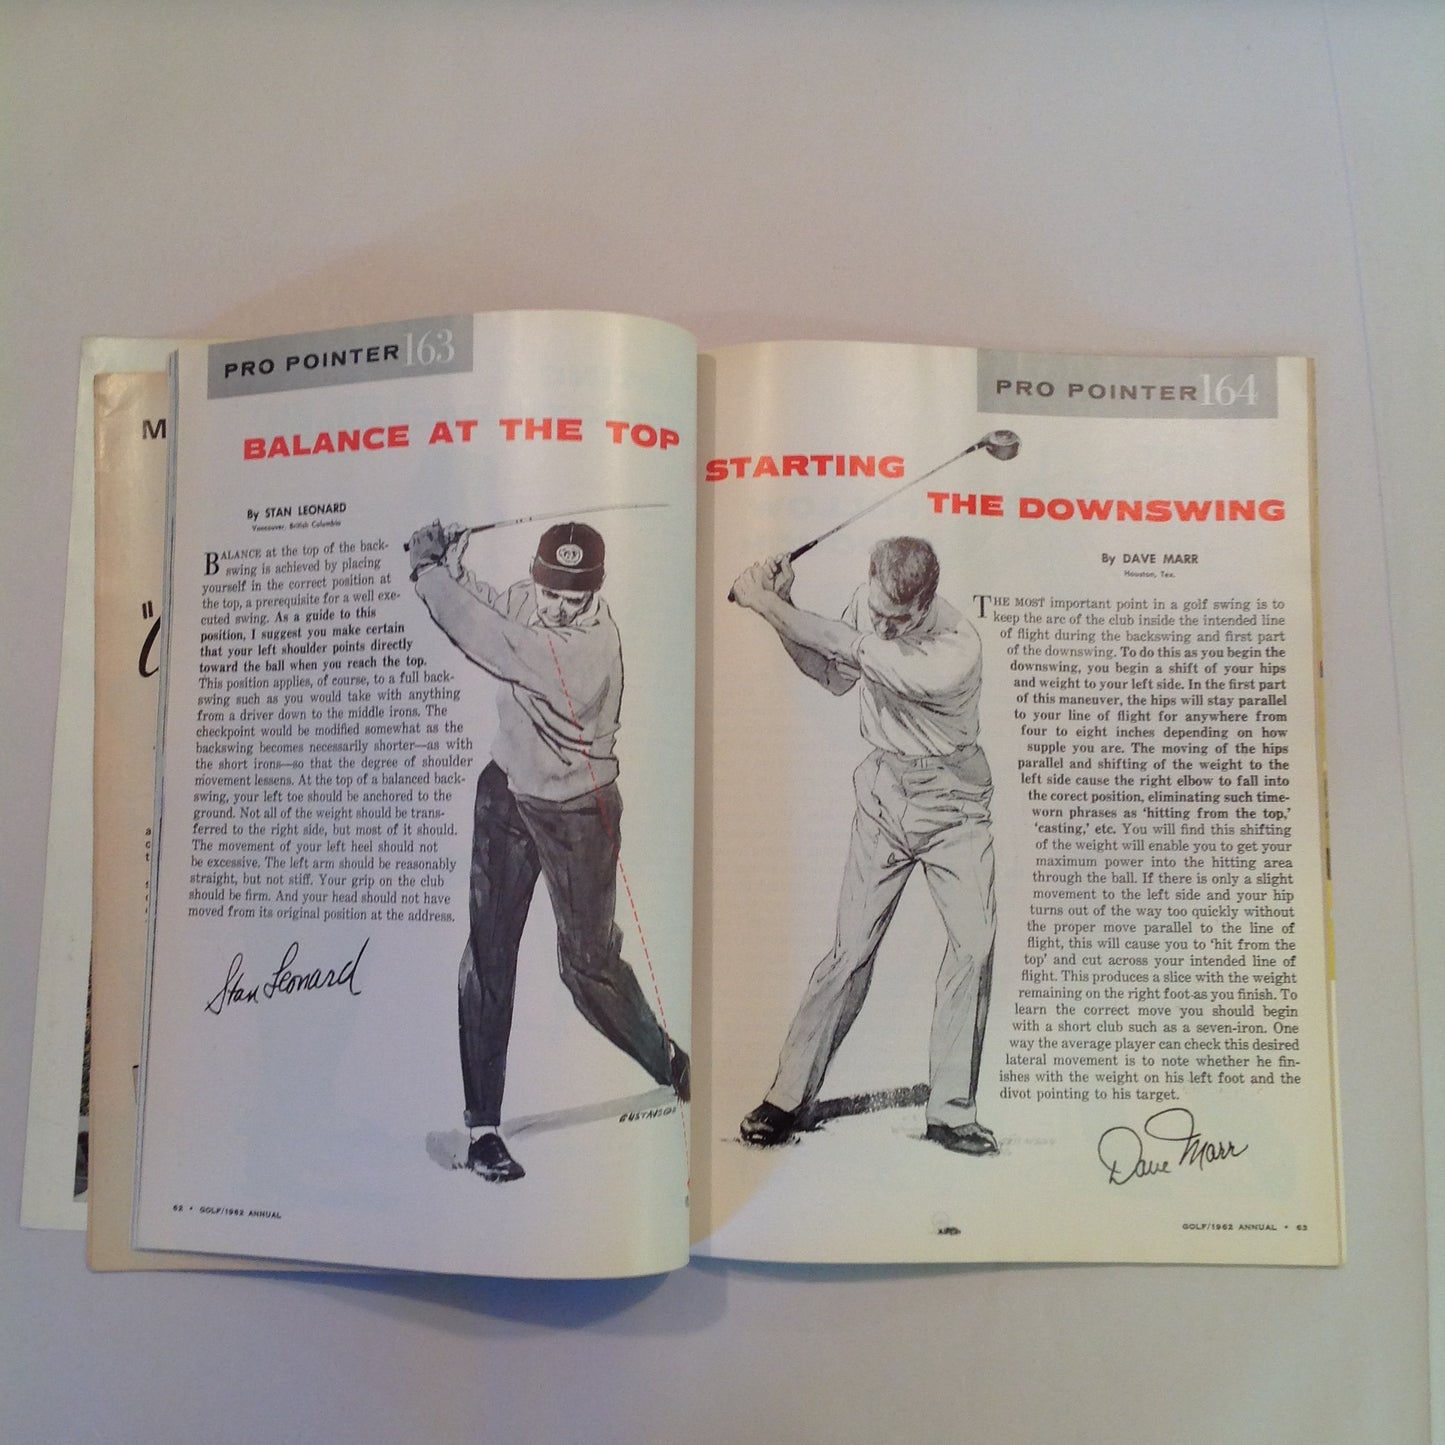 M
PRO POINTER 163
BALANCE AT THE TOP
By STAN LEONARD
Vancouver, British Columbia
BALANCE at the top of the back-
swing is achieved by placing
yourself in the correct position at
the top, a prerequisite for a well exe-
cuted swing. As a guide to this
position, I suggest you make certain
that your left shoulder points directly
toward the ball when you reach the top.
This position applies, of course, to a full back-
swing such as you would take with anything
from a driver down to the middle irons. The
checkpoint would be modified somewhat as the
backswing becomes necessarily shorter—as with
the short irons—so that the degree of shoulder
movement lessens. At the top of a balanced back-
swing, your left toe should be anchored to the
ground. Not all of the weight should be trans-
ferred to the right side, but most of it should.
The movement of your left heel should not
be excessive. The left arm should be reasonably
straight, but not stiff. Your grip on the club
should be firm. And your head should not have
moved from its original position at the address.
Stan Leonard
GUSTAVSON
62 • GOLF/1962 ANNUAL
PRO POINTER 164
STARTING
THE DOWNSWING
By DAVE MARR
Houston, Tex.
THE MOST important point in a golf swing is to
keep the arc of the club inside the intended line
of flight during the backswing and first part
of the downswing. To do this as you begin the
downswing, you begin a shift of your hips
and weight to your left side. In the first part
of this maneuver, the hips will stay parallel
to your line of flight for anywhere from
four to eight inches depending on how
supple you are. The moving of the hips
parallel and shifting of the weight to the
left side cause the right elbow to fall into
the corect position, eliminating such time-
worn phrases as ‘hitting from the top,’
‘casting,’ etc. You will find this shifting
of the weight will enable you to get your
maximum power into the hitting area
through the ball. If there is only a slight
movement to the left side and your hip
turns out of the way too quickly without
the proper move parallel to the line of
flight, this will cause you to ‘hit from the
top’ and cut across your intended line of
flight. This produces a slice with the weight
remaining on the right foot as you finish. To
learn the correct move you should begin
with a short club such as a seven-iron. One
way the average player can check this desired
lateral movement is to note whether he fin-
ishes with the weight on his left foot and the
divot pointing to his target.
Dave Marr
GOLF/1962 ANNUAL • 63